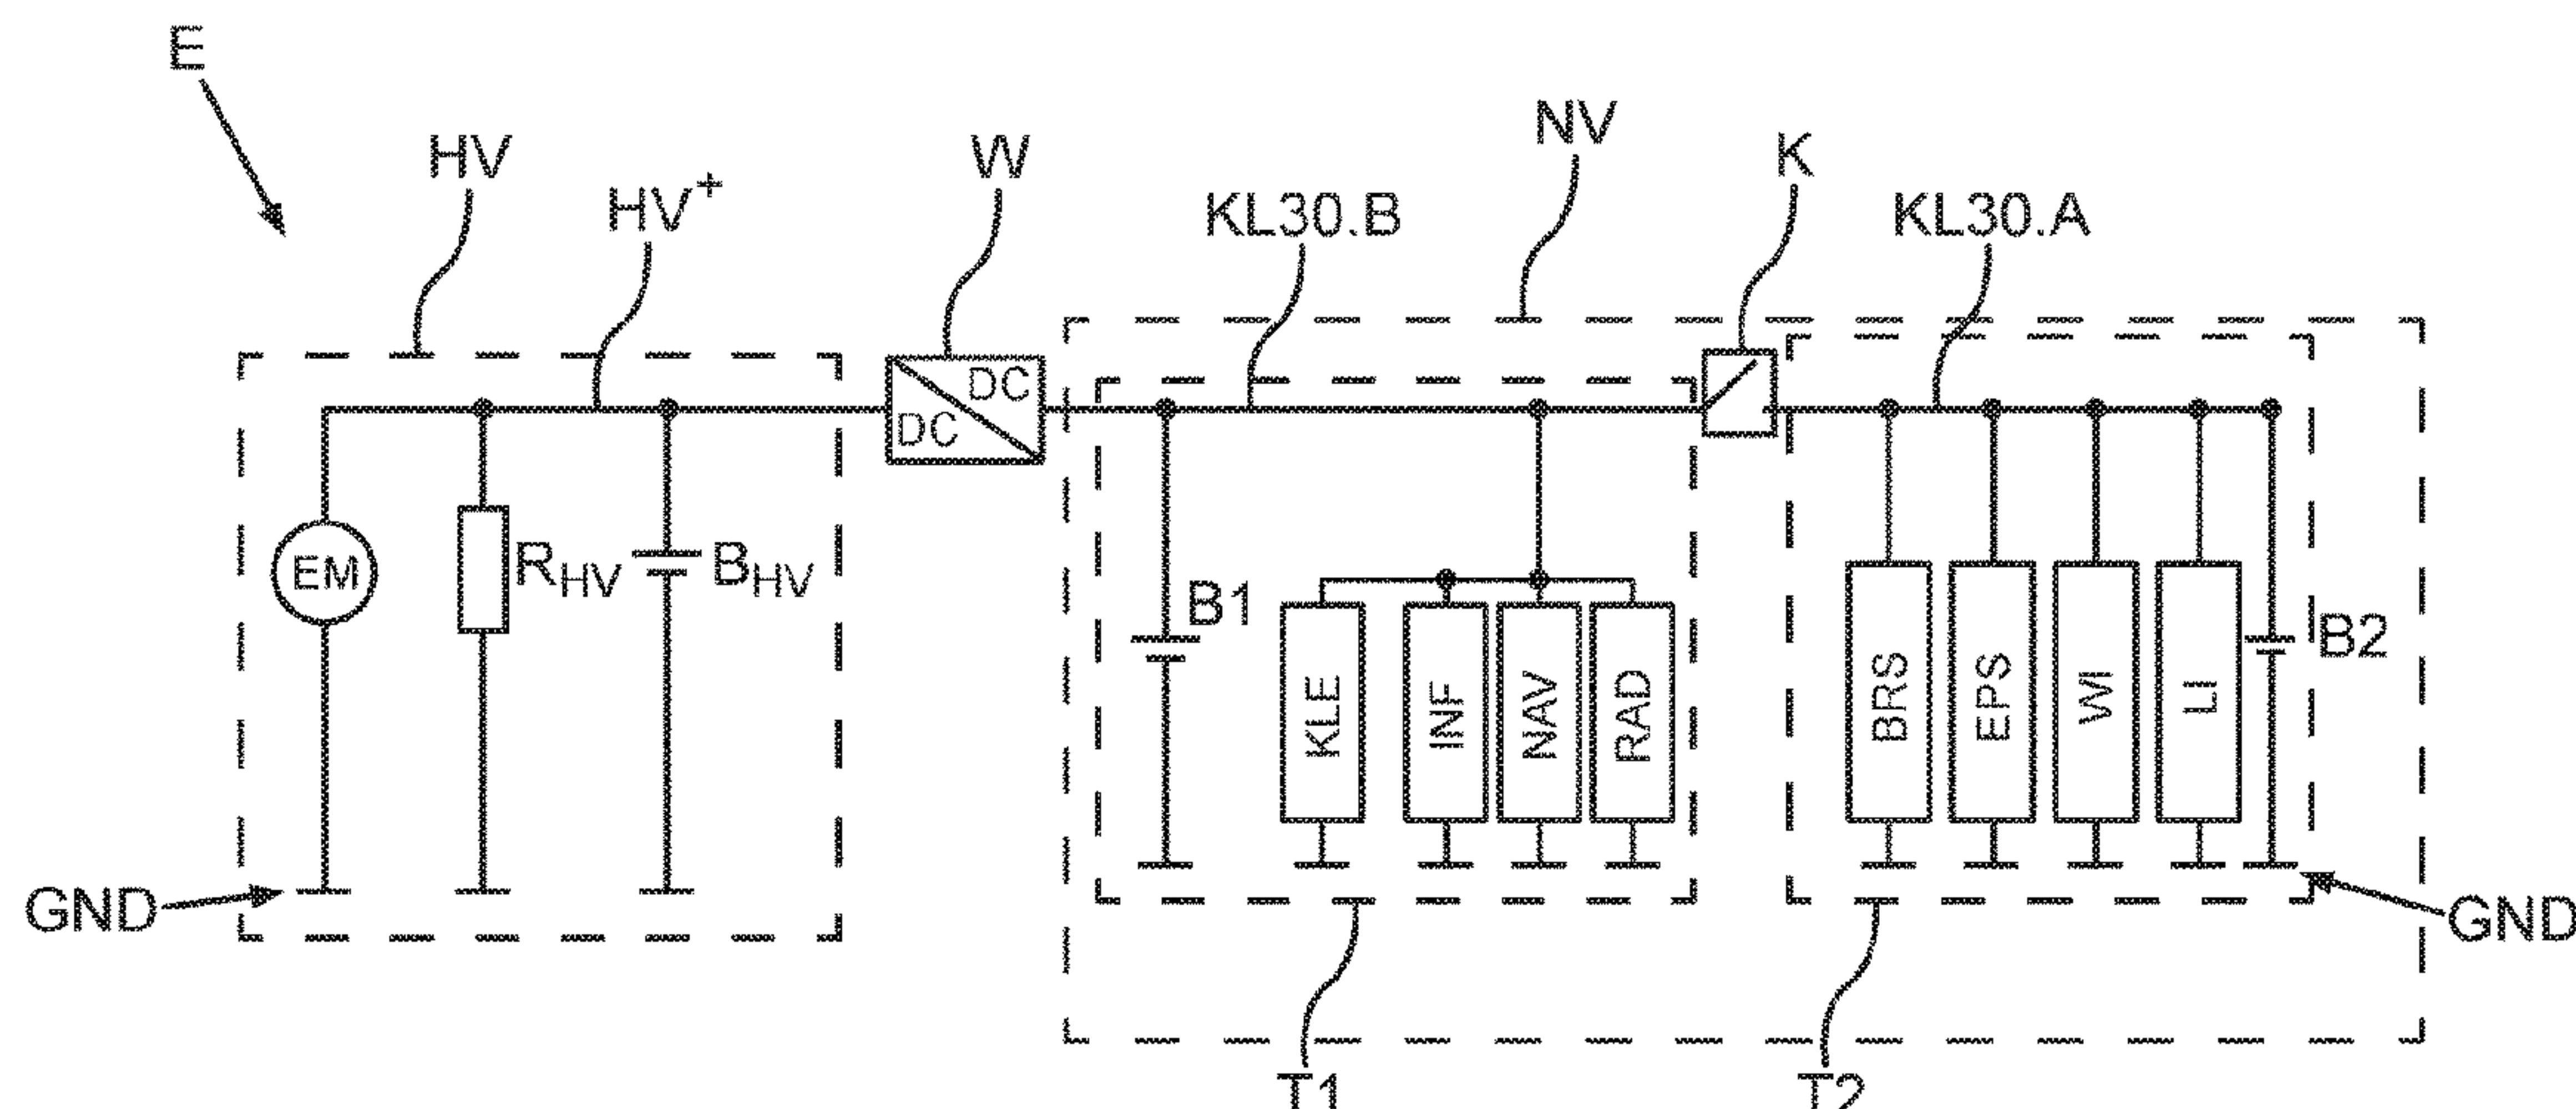 E
HV
HV+
W
KL30.B
NV
K
KL30.A
DC
DC
EM
RHV
BHV
B1
KLE
INF
NAV
RAD
BRS
EPS
WI
LI
B2
GND
GND
T1
T2